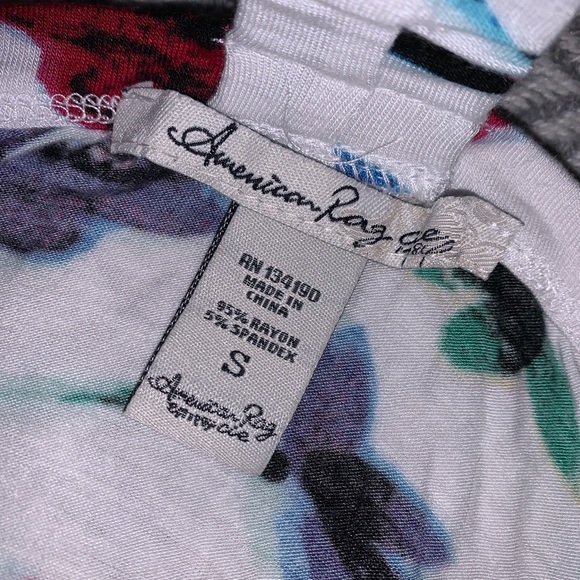 American Rag cie
RN 134190
MADE IN
CHINA
95% RAYON
5% SPANDEX
S
American Rag
cie